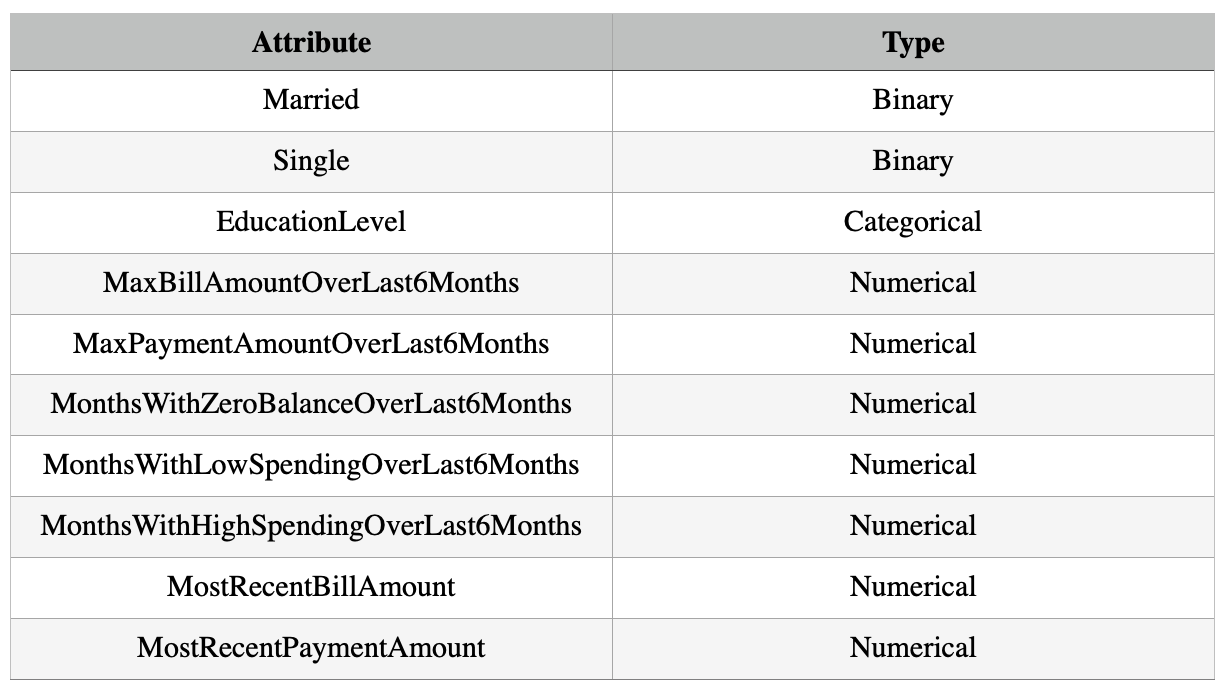 Attribute Type
Married Binary
Single Binary
EducationLevel Categorical
MaxBillAmountOverLast6Months Numerical
MaxPaymentAmountOverLast6Months Numerical
MonthsWithZeroBalanceOverLast6Months Numerical
MonthsWithLowSpendingOverLast6Months Numerical
MonthsWithHighSpendingOverLast6Months Numerical
MostRecentBillAmount Numerical
MostRecentPaymentAmount Numerical